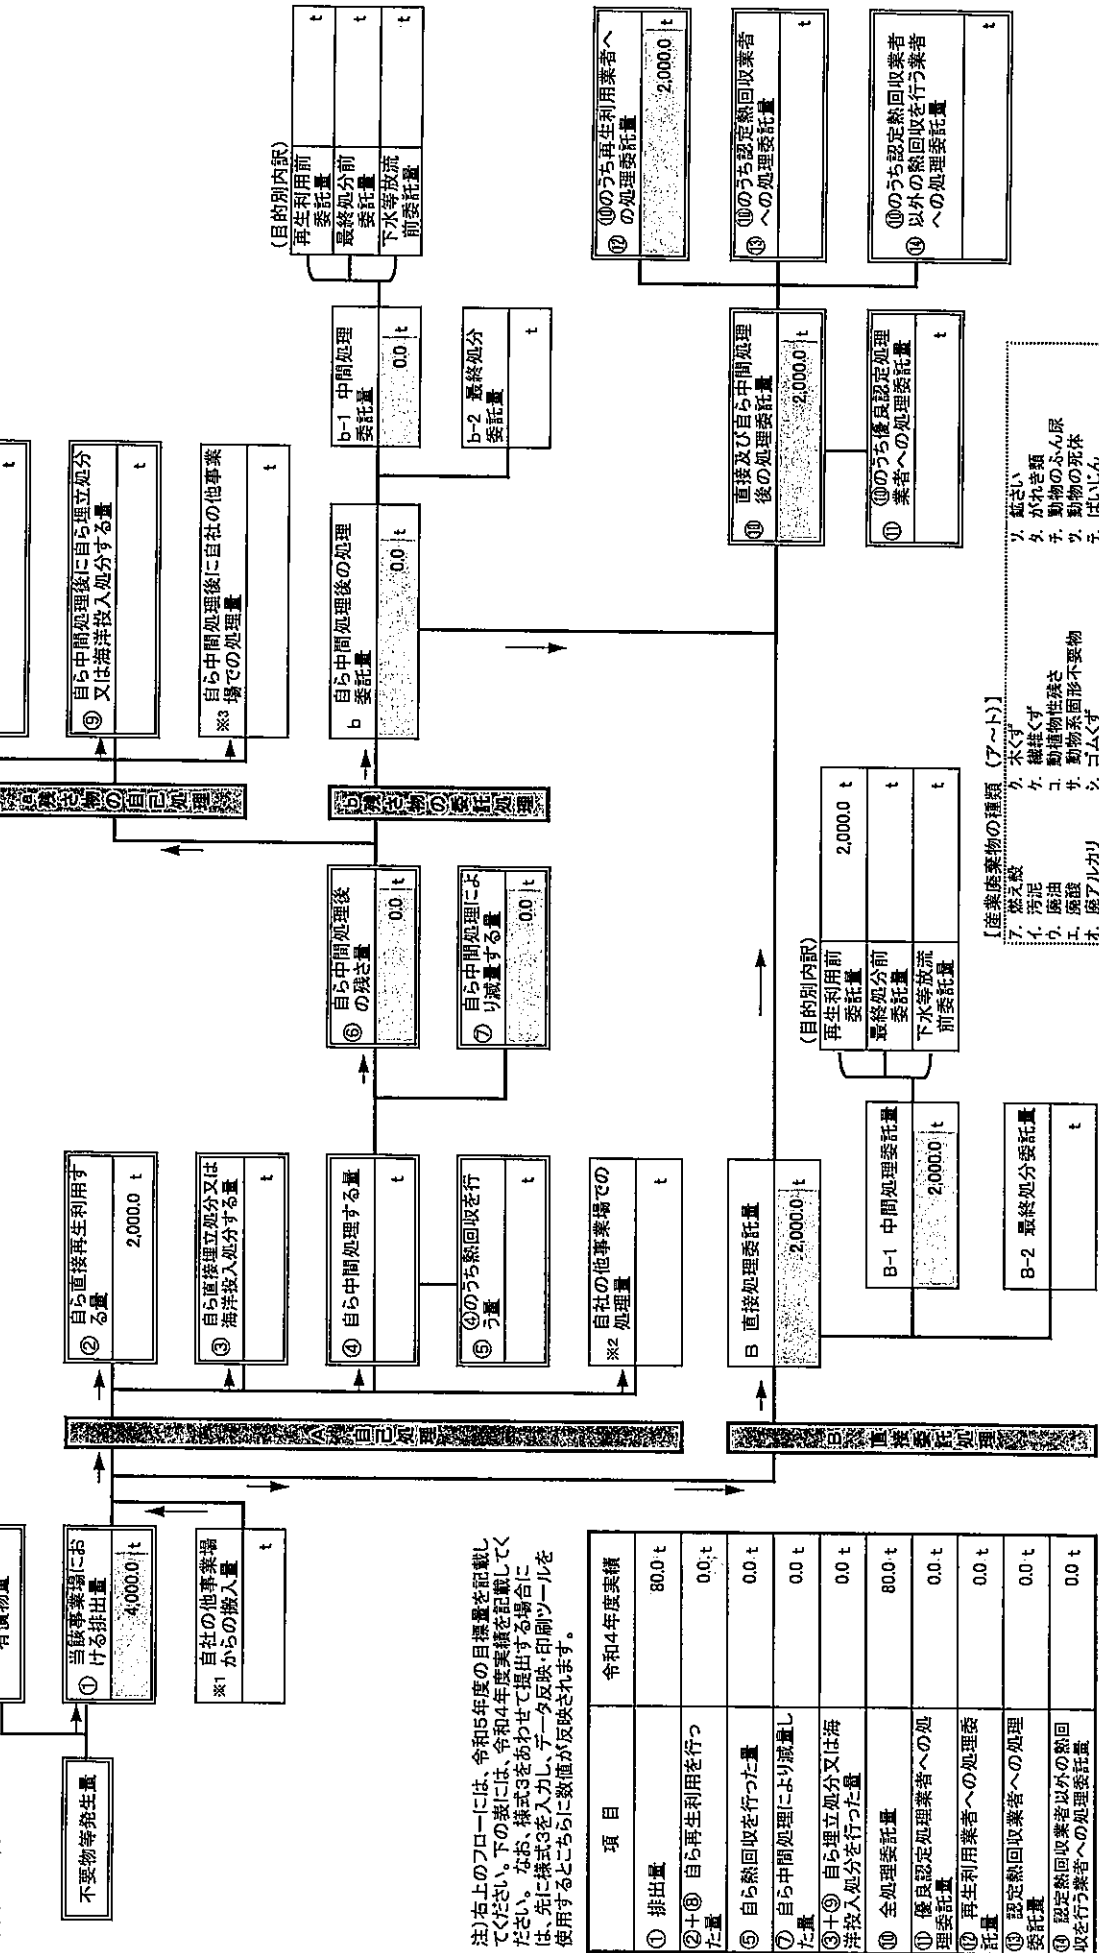 不要物等発生量
有償物量
① 当該事業場にお
ける排出量
4,000.0 t
※1 自社の他事業場
からの搬入量
t
A 自己処理
② 自ら直接再生利用す
る量
2,000.0 t
③ 自ら直接埋立処分又は
海洋投入処分する量
t
④ 自ら中間処理する量
t
⑤ ④のうち熱回収を行
う量
t
※2 自社の他事業場での
処理量
t
⑥ 自ら中間処理後
の残さ量
0.0 t
⑦ 自ら中間処理によ
り減量する量
0.0 t
a 残さ物の自己処理
t
⑨ 自ら中間処理後に自ら埋立処分
又は海洋投入処分する量
t
※3 自ら中間処理後に自社の他事業
場での処理量
t
b 残さ物の委託処理
b 自ら中間処理後の処理
委託量
0.0 t
b-1 中間処理
委託量
0.0 t
b-2 最終処分
委託量
t
(目的別内訳)
再生利用前
委託量
t
最終処分前
委託量
t
下水等放流
前委託量
t
B 直接委託処理
B 直接処理委託量
2,000.0 t
B-1 中間処理委託量
2,000.0 t
B-2 最終処分委託量
t
(目的別内訳)
再生利用前
委託量
2,000.0 t
最終処分前
委託量
t
下水等放流
前委託量
t
⑩ 直接及び自ら中間処理
後の処理委託量
2,000.0 t
⑪ ⑩のうち優良認定処理
業者への処理委託量
t
⑫ ⑩のうち再生利用業者へ
の処理委託量
2,000.0 t
⑬ ⑩のうち認定熱回収業者
への処理委託量
t
⑭ ⑩のうち認定熱回収業者
以外の熱回収を行う業者
への処理委託量
t
注)右上のフローには、令和5年度の目標量を記載し
てください。下の表には、令和4年度実績を記載してく
ださい。 なお、様式3をあわせて提出する場合に
は、先に様式3を入力し、データ反映・印刷ツールを
使用するとこちらに数値が反映されます。
項 目 令和4年度実績
① 排出量 80.0 t
②+⑧ 自ら再生利用を行っ
た量 0.0 t
⑤ 自ら熱回収を行った量 0.0 t
⑦ 自ら中間処理により減量し
た量 0.0 t
③+⑨ 自ら埋立処分又は海
洋投入処分を行った量 0.0 t
⑩ 全処理委託量 80.0 t
⑪ 優良認定処理業者への処
理委託量 0.0 t
⑫ 再生利用業者への処理委
託量 0.0 t
⑬ 認定熱回収業者への処理
委託量 0.0 t
⑭ 認定熱回収業者以外の熱回
収を行う業者への処理委託量 0.0 t
【産業廃棄物の種類 (ア～ト)】
ア. 燃え殻 ク. 木くず ソ. 鉱さい
イ. 汚泥 ケ. 繊維くず タ. がれき類
ウ. 廃油 コ. 動植物性残さ チ. 動物のふん尿
エ. 廃酸 サ. 動物系固形不要物 ツ. 動物の死体
オ. 廃アルカリ シ. ゴムくず テ. ばいじん